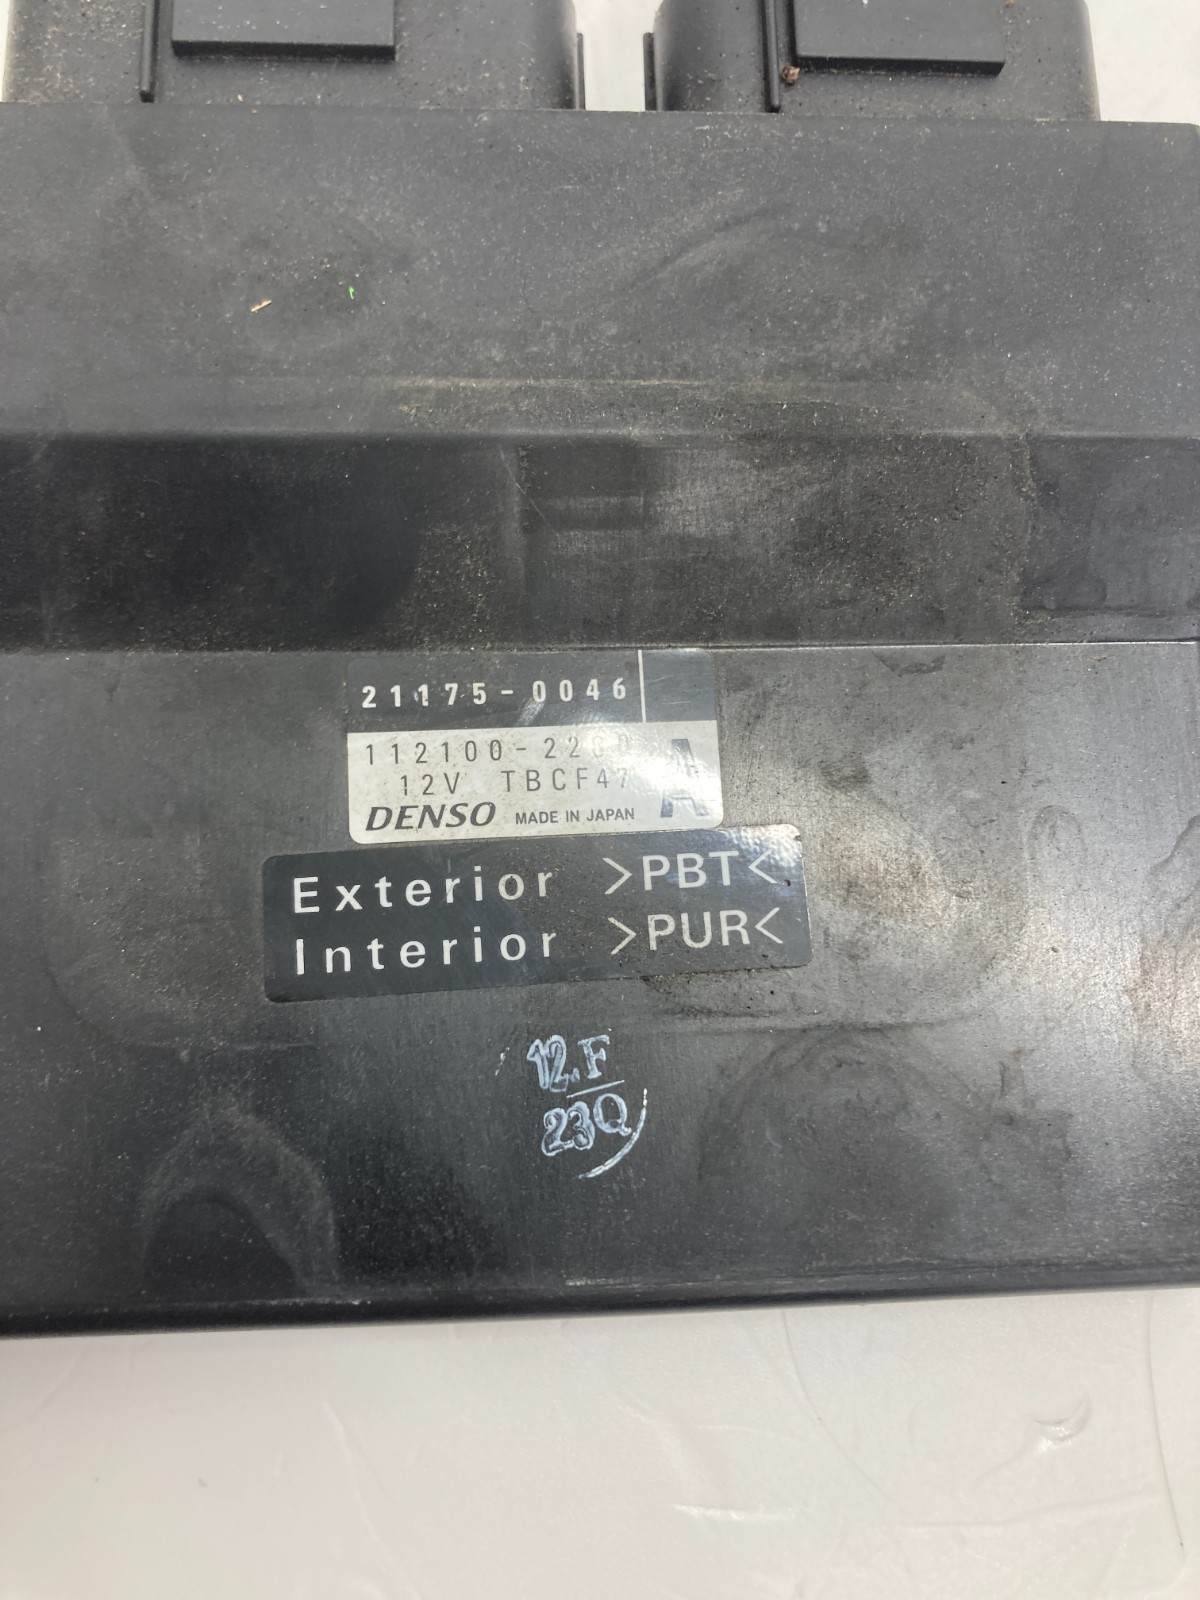 21175-0046
A
12V TBCF47
DENSO MADE IN JAPAN
Exterior >PBT<
Interior >PUR<
12.F
23Q